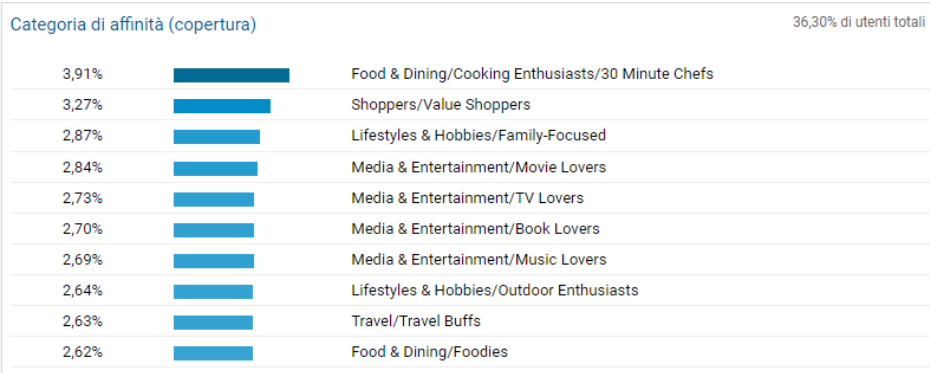 Categoria di affinità (copertura) 36,30% di utenti totali
3,91% Food & Dining/Cooking Enthusiasts/30 Minute Chefs
3,27% Shoppers/Value Shoppers
2,87% Lifestyles & Hobbies/Family-Focused
2,84% Media & Entertainment/Movie Lovers
2,73% Media & Entertainment/TV Lovers
2,70% Media & Entertainment/Book Lovers
2,69% Media & Entertainment/Music Lovers
2,64% Lifestyles & Hobbies/Outdoor Enthusiasts
2,63% Travel/Travel Buffs
2,62% Food & Dining/Foodies